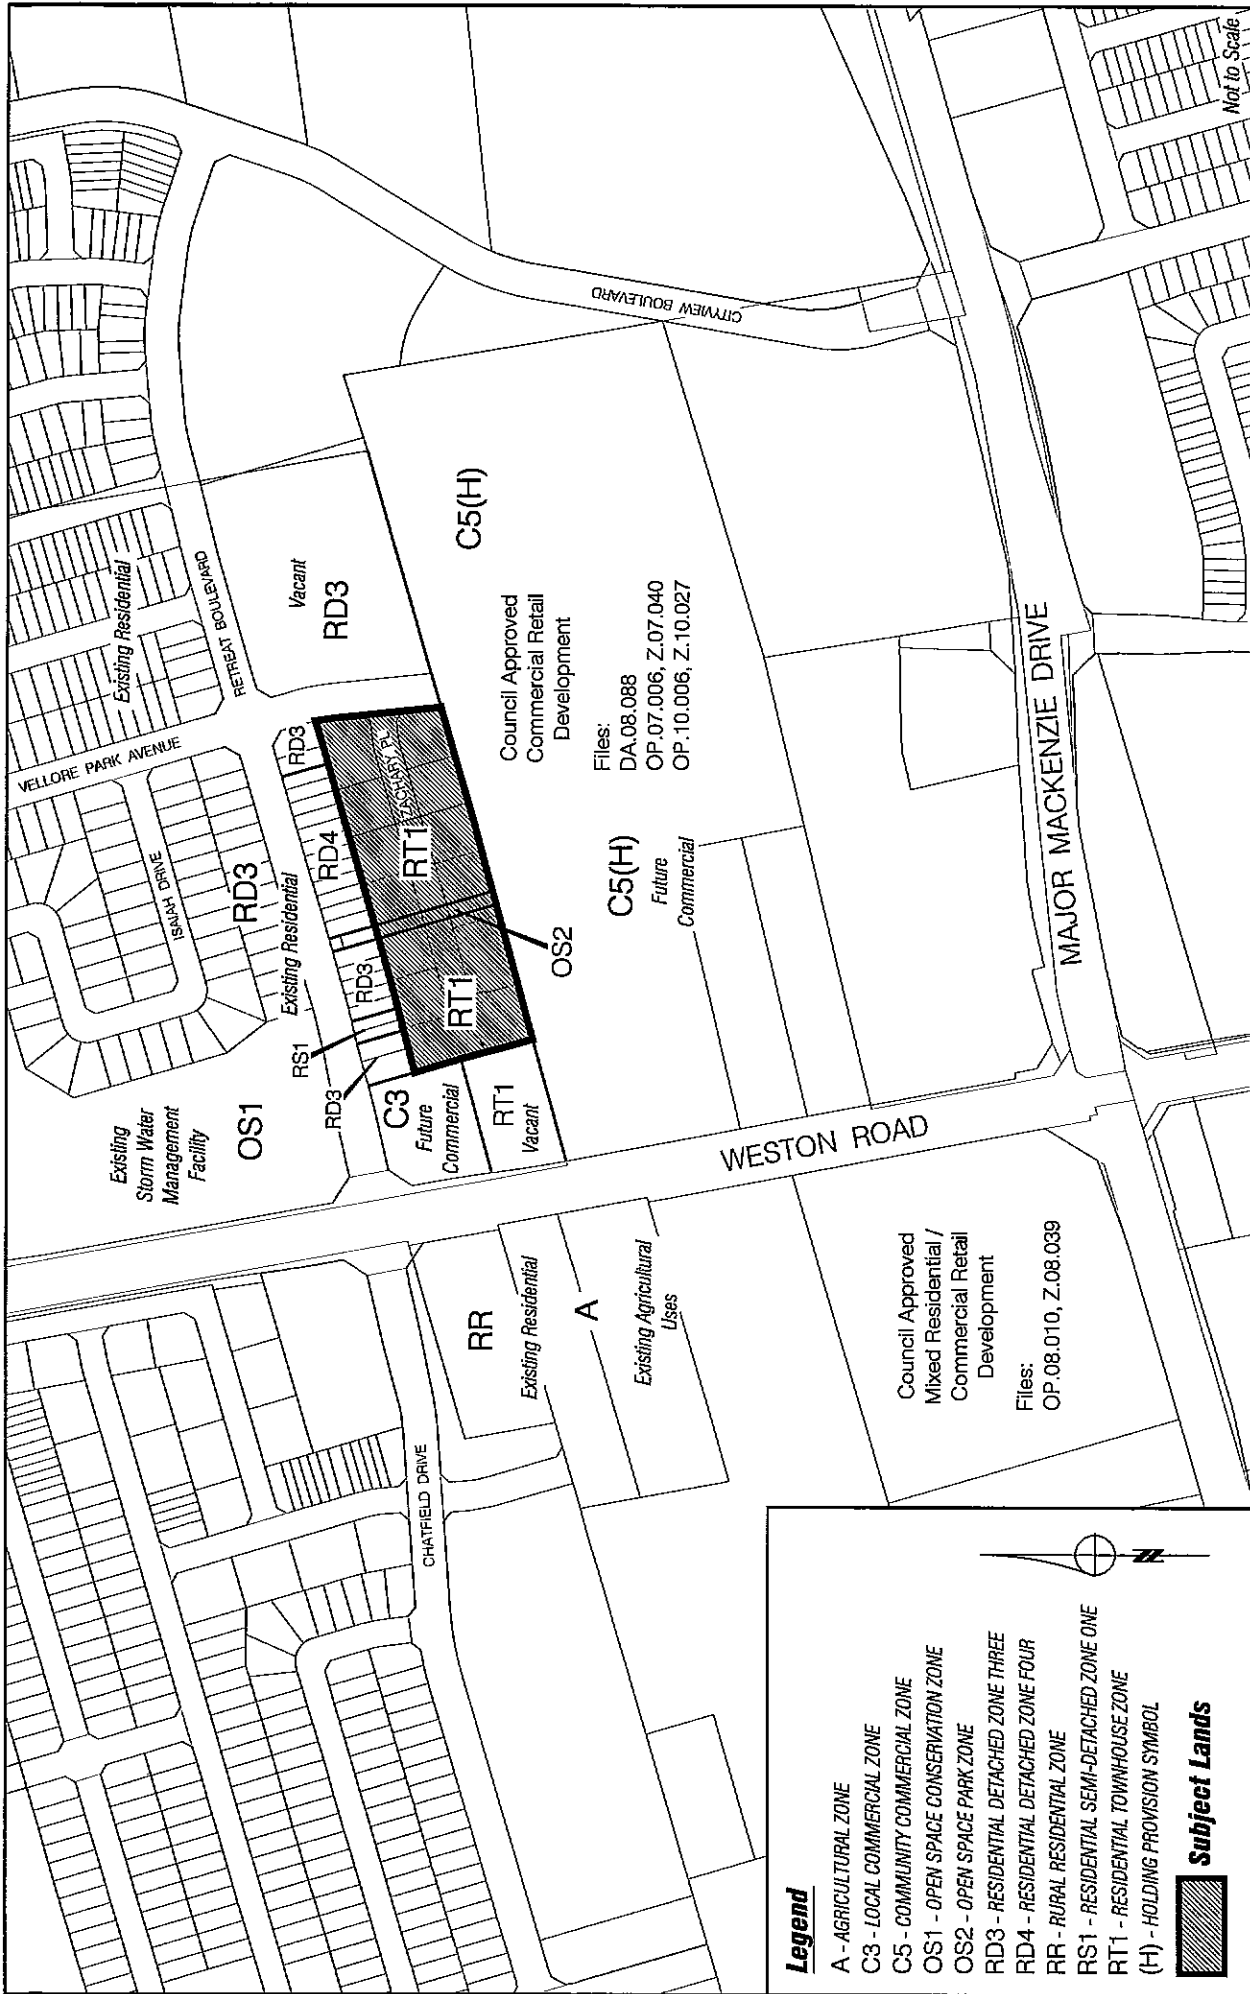 Not to Scale
CITYVIEW BOULEVARD
Existing Residential
RETREAT BOULEVARD
VELLORE PARK AVENUE
ISAIAH DRIVE
Vacant
RD3
C5(H)
Council Approved
Commercial Retail
Development
Files:
DA.08.088
OP.07.006, Z.07.040
OP.10.006, Z.10.027
RD3
RD4
RD3
Existing Residential
ZACHARY PL
RT1
RT1
OS2
RD3
RS1
RD3
C5(H)
Future
Commercial
MAJOR MACKENZIE DRIVE
Existing
Storm Water
Management
Facility
OS1
C3
Future
Commercial
RT1
Vacant
WESTON ROAD
CHATFIELD DRIVE
RR
Existing Residential
A
Existing Agricultural
Uses
Council Approved
Mixed Residential /
Commercial Retail
Development
Files:
OP.08.010, Z.08.039
Legend
A - AGRICULTURAL ZONE
C3 - LOCAL COMMERCIAL ZONE
C5 - COMMUNITY COMMERCIAL ZONE
OS1 - OPEN SPACE CONSERVATION ZONE
OS2 - OPEN SPACE PARK ZONE
RD3 - RESIDENTIAL DETACHED ZONE THREE
RD4 - RESIDENTIAL DETACHED ZONE FOUR
RR - RURAL RESIDENTIAL ZONE
RS1 - RESIDENTIAL SEMI-DETACHED ZONE ONE
RT1 - RESIDENTIAL TOWNHOUSE ZONE
(H) - HOLDING PROVISION SYMBOL
Subject Lands
N